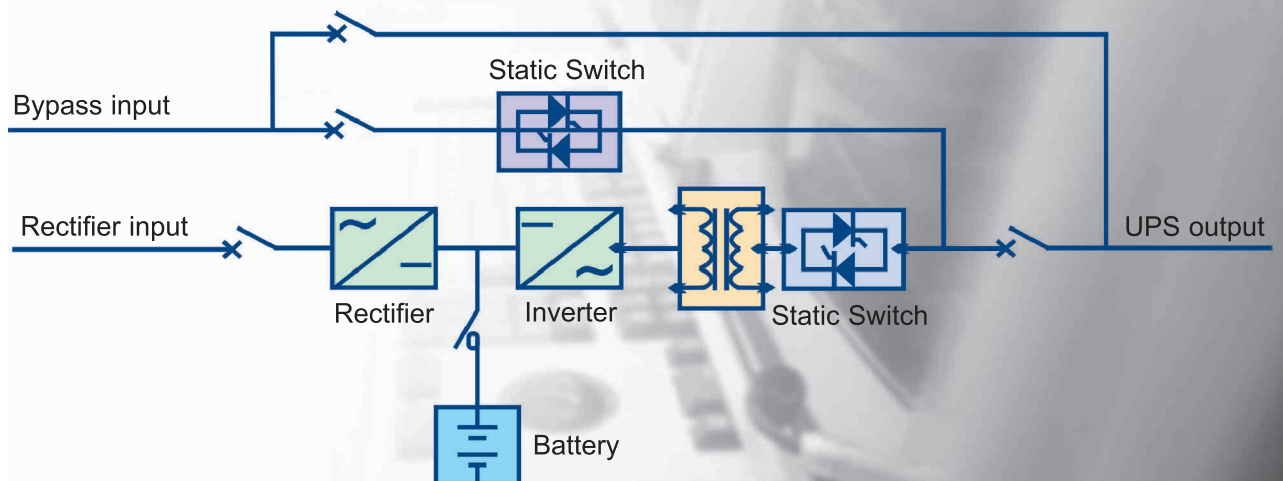 Static Switch
Bypass input
Rectifier input
UPS output
Rectifier
Inverter
Static Switch
Battery